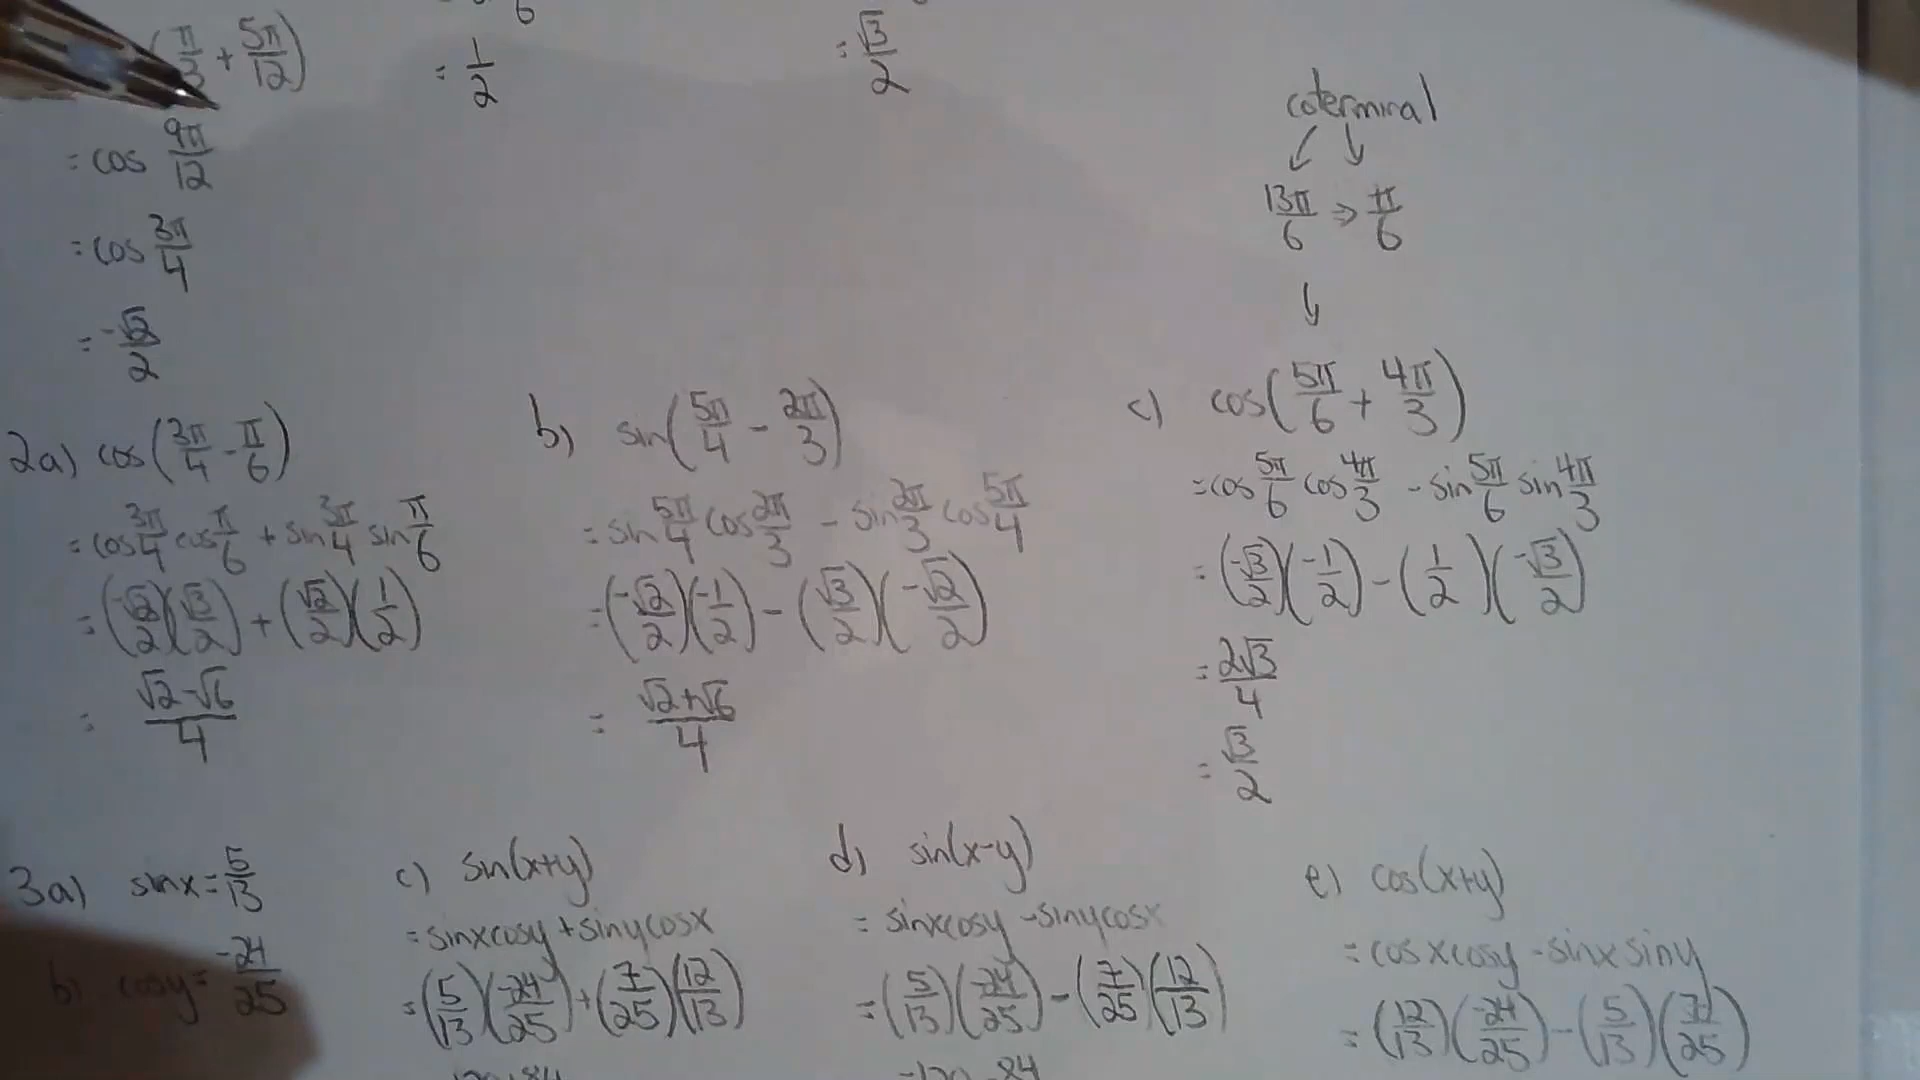 (π/3 + 5π/12)
= cos 9π/12
= cos 3π/4
= -√2/2
6
= 1/2
= √3/2
coterminal
↙ ↘
13π/6 ⇒ π/6
↓
2a) cos(3π/4 - π/6)
= cos 3π/4 cos π/6 + sin 3π/4 sin π/6
= (-√2/2)(√3/2) + (√2/2)(1/2)
= (√2-√6)/4
b) sin(5π/4 - 2π/3)
= sin 5π/4 cos 2π/3 - sin 2π/3 cos 5π/4
= (-√2/2)(-1/2) - (√3/2)(-√2/2)
= (√2+√6)/4
c) cos(5π/6 + 4π/3)
= cos 5π/6 cos 4π/3 - sin 5π/6 sin 4π/3
= (-√3/2)(-1/2) - (1/2)(-√3/2)
= 2√3/4
= √3/2
3a) sinx = 5/13
b) cosy = -24/25
c) sin(x+y)
= sinxcosy + sinycosx
= (5/13)(-24/25) + (7/25)(12/13)
d) sin(x-y)
= sinxcosy - sinycosx
= (5/13)(-24/25) - (7/25)(12/13)
-120 - 84
e) cos(x+y)
= cosxcosy - sinxsiny
= (12/13)(-24/25) - (5/13)(7/25)